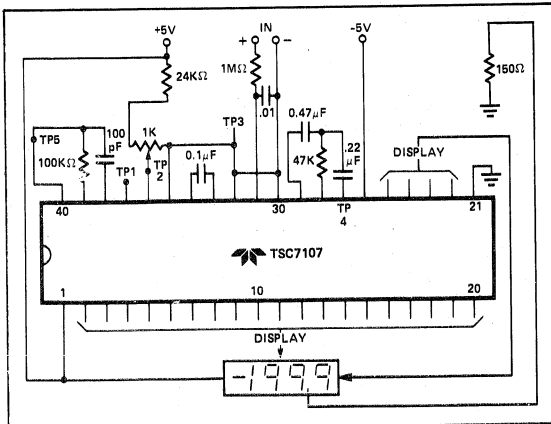 +5V
IN
+ −
-5V
24KΩ
1MΩ
150Ω
.01
TP5
100KΩ
100 pF
TP1
1K
TP 2
TP3
0.1μF
0.47μF
47K
.22 μF
TP 4
DISPLAY
40
30
21
TSC7107
1
10
20
DISPLAY
-199.9